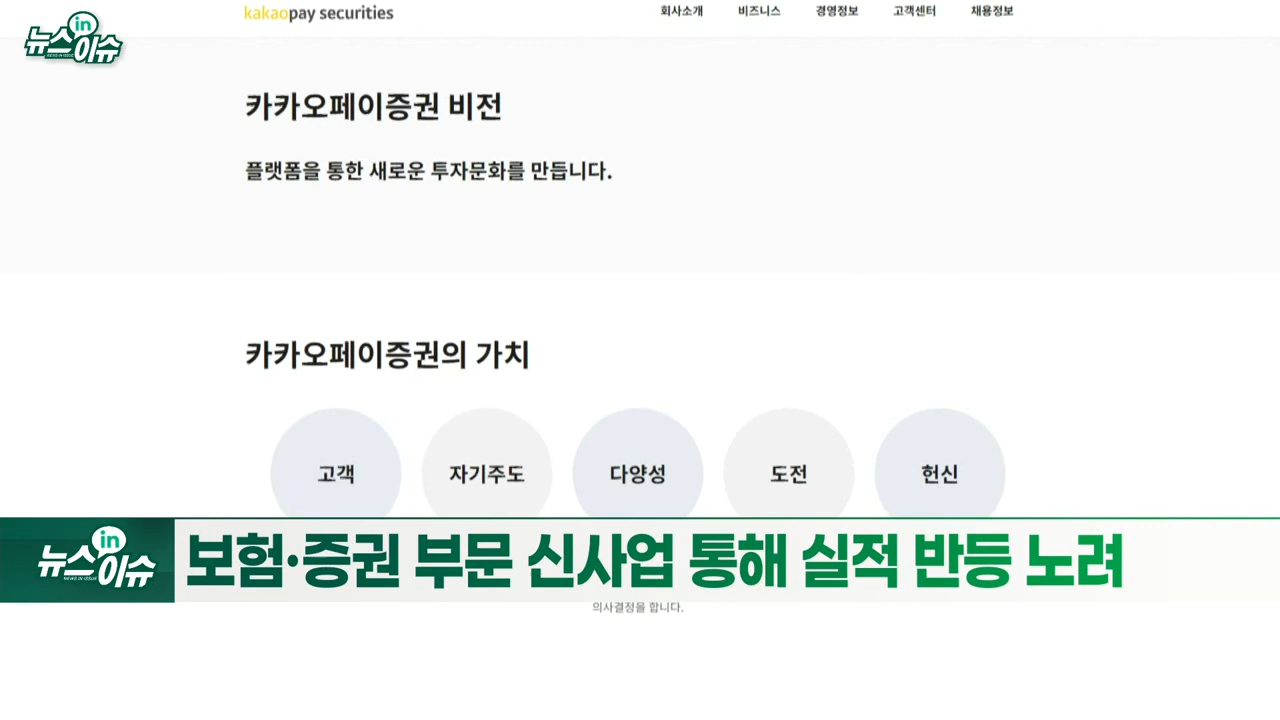 kakaopay securities
회사소개 비즈니스 경영정보 고객센터 채용정보
뉴스in이슈
카카오페이증권 비전
플랫폼을 통한 새로운 투자문화를 만듭니다.
카카오페이증권의 가치
고객 자기주도 다양성 도전 헌신
뉴스in이슈
NEWS IN ISSUE
보험·증권 부문 신사업 통해 실적 반등 노려
의사결정을 합니다.